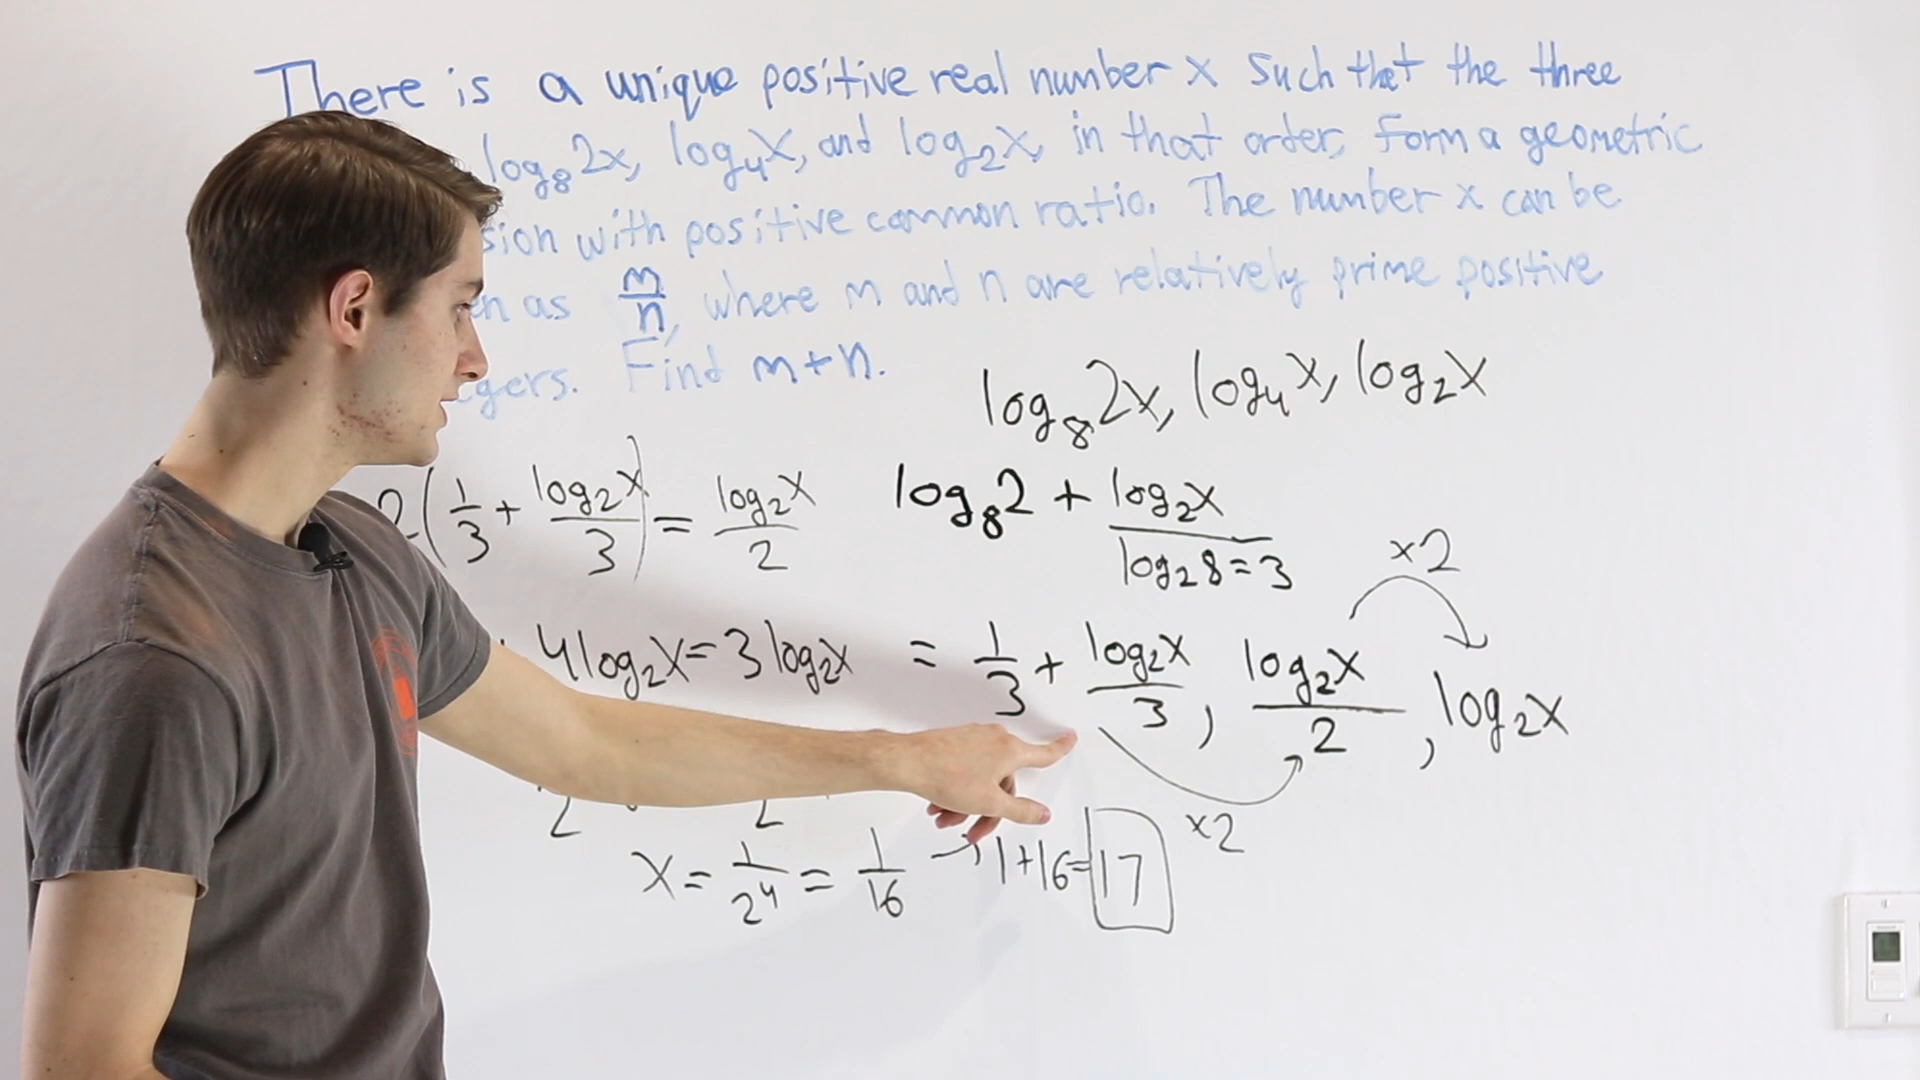 There is a unique positive real number x such that the three
log₈2x, log₄x, and log₂x, in that order, form a geometric
sion with positive common ratio. The number x can be
en as m/n, where m and n are relatively prime positive
gers. Find m+n.
log₈2x, log₄x, log₂x
2(1/3 + log₂x/3) = log₂x/2
log₈2 + log₂x/log₂8=3
×2
4log₂x=3log₂x
= 1/3 + log₂x/3, log₂x/2, log₂x
×2
x = 1/2⁴ = 1/16 → 1+16=17